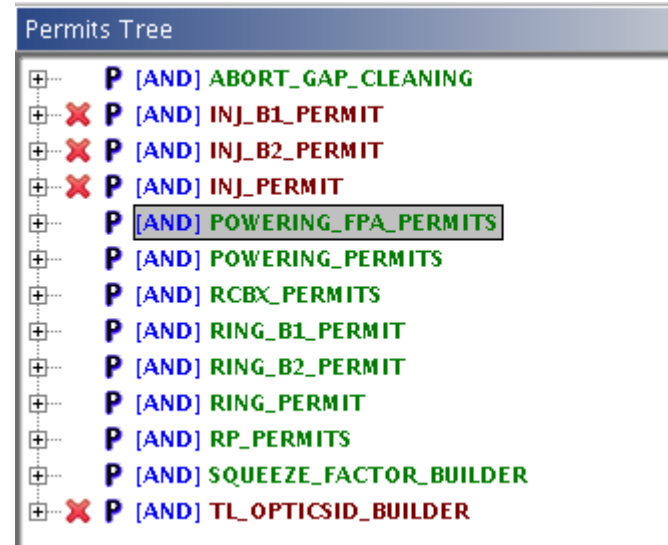 Permits Tree
P [AND] ABORT_GAP_CLEANING
P [AND] INJ_B1_PERMIT
P [AND] INJ_B2_PERMIT
P [AND] INJ_PERMIT
P [AND] POWERING_FPA_PERMITS
P [AND] POWERING_PERMITS
P [AND] RCBX_PERMITS
P [AND] RING_B1_PERMIT
P [AND] RING_B2_PERMIT
P [AND] RING_PERMIT
P [AND] RP_PERMITS
P [AND] SQUEEZE_FACTOR_BUILDER
P [AND] TL_OPTICSID_BUILDER